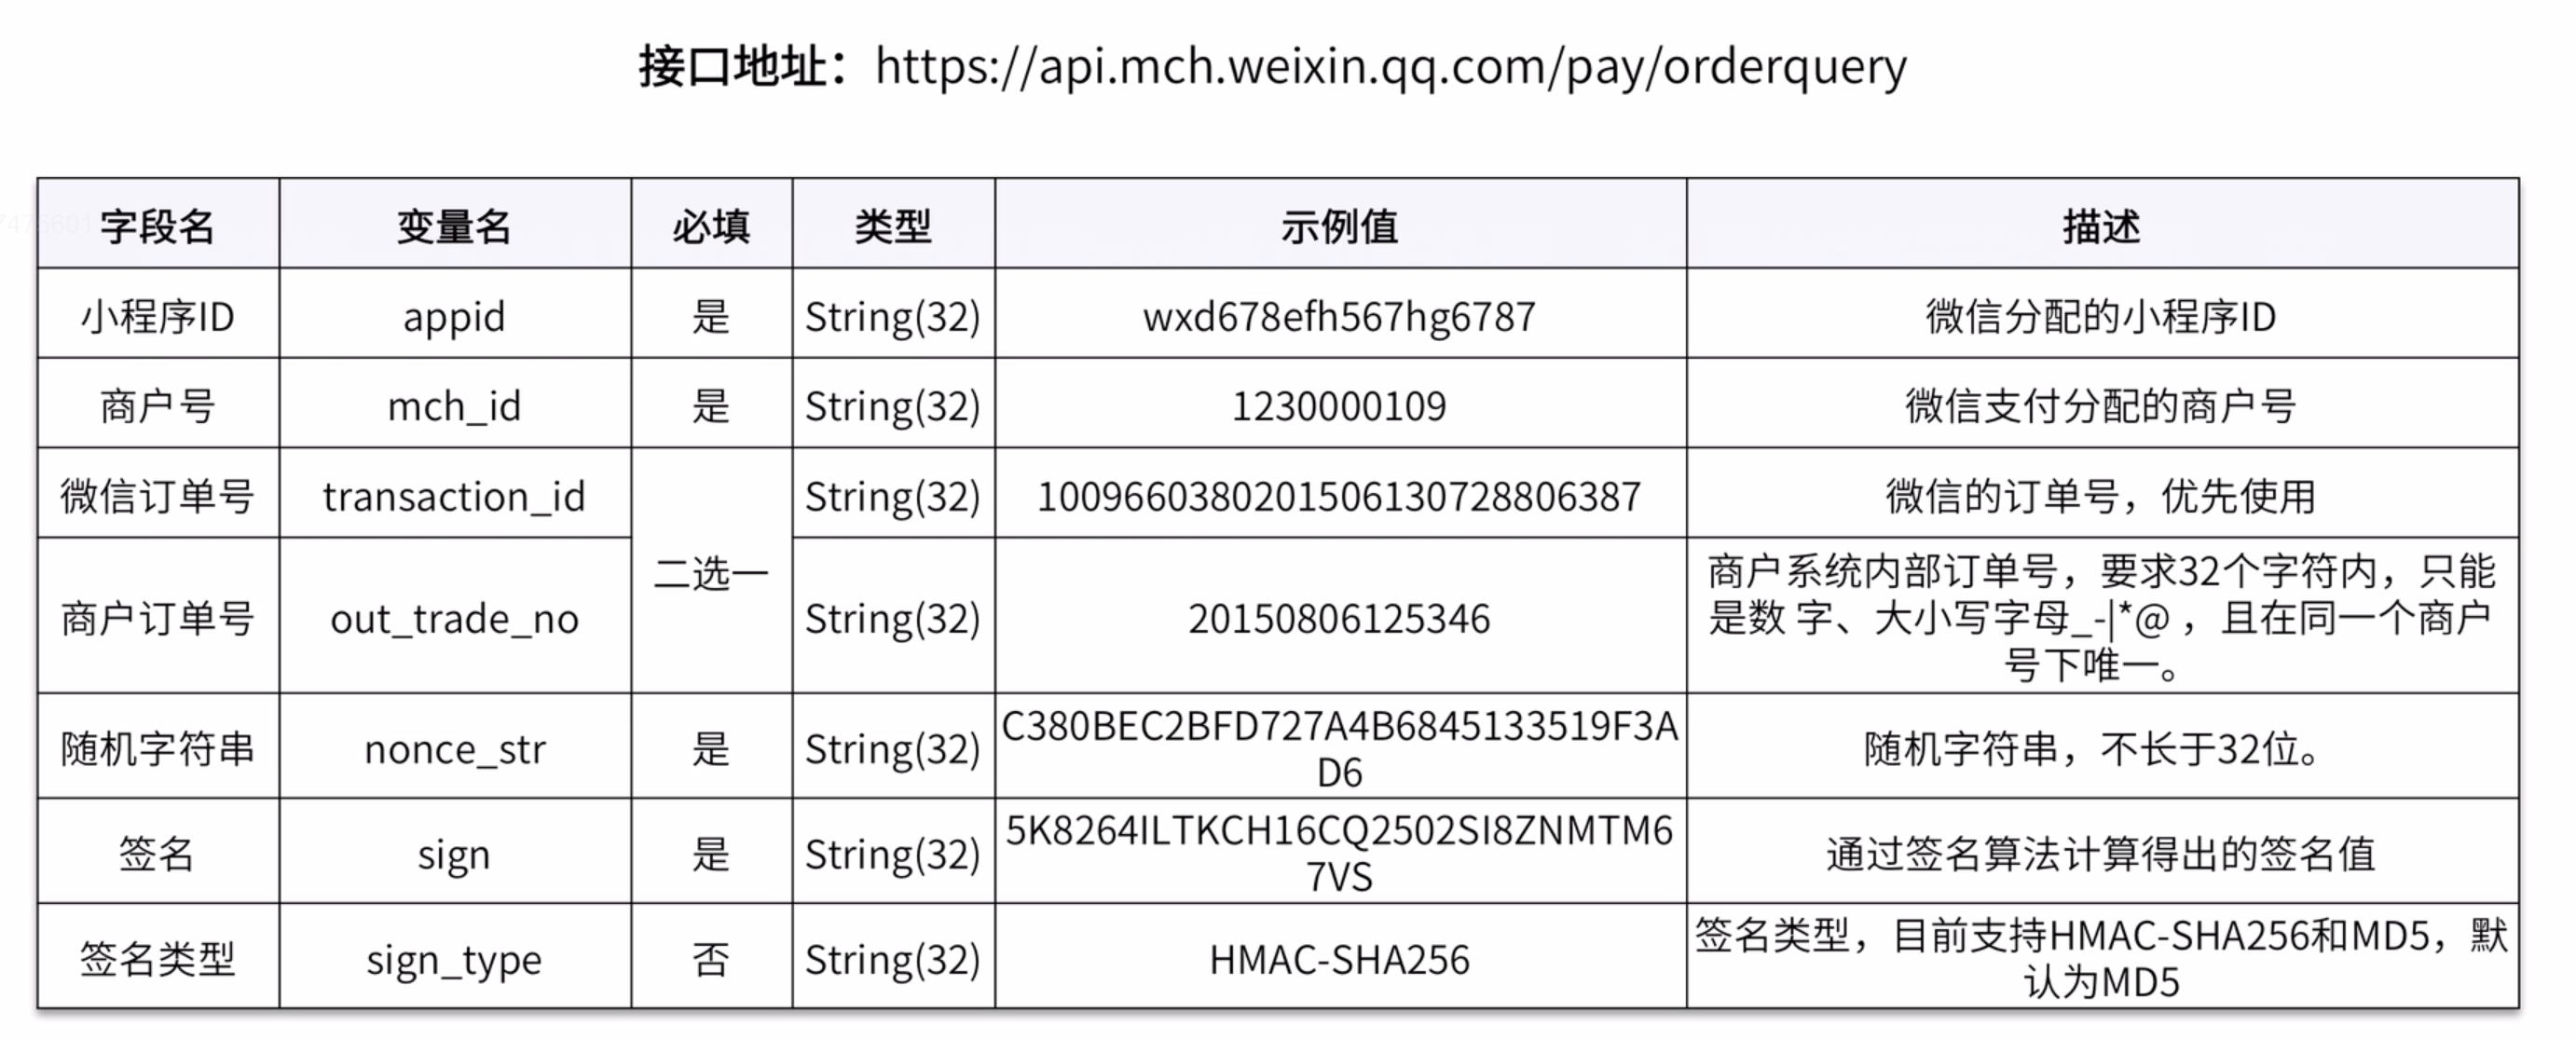 接口地址：https://api.mch.weixin.qq.com/pay/orderquery
字段名 变量名 必填 类型 示例值 描述
小程序ID appid 是 String(32) wxd678efh567hg6787 微信分配的小程序ID
商户号 mch_id 是 String(32) 1230000109 微信支付分配的商户号
微信订单号 transaction_id 二选一 String(32) 1009660380201506130728806387 微信的订单号，优先使用
商户订单号 out_trade_no String(32) 20150806125346 商户系统内部订单号，要求32个字符内，只能
是数 字、大小写字母_-|*@ ，且在同一个商户
号下唯一。
随机字符串 nonce_str 是 String(32) C380BEC2BFD727A4B6845133519F3A
D6 随机字符串，不长于32位。
签名 sign 是 String(32) 5K8264ILTKCH16CQ2502SI8ZNMTM6
7VS 通过签名算法计算得出的签名值
签名类型 sign_type 否 String(32) HMAC-SHA256 签名类型，目前支持HMAC-SHA256和MD5，默
认为MD5